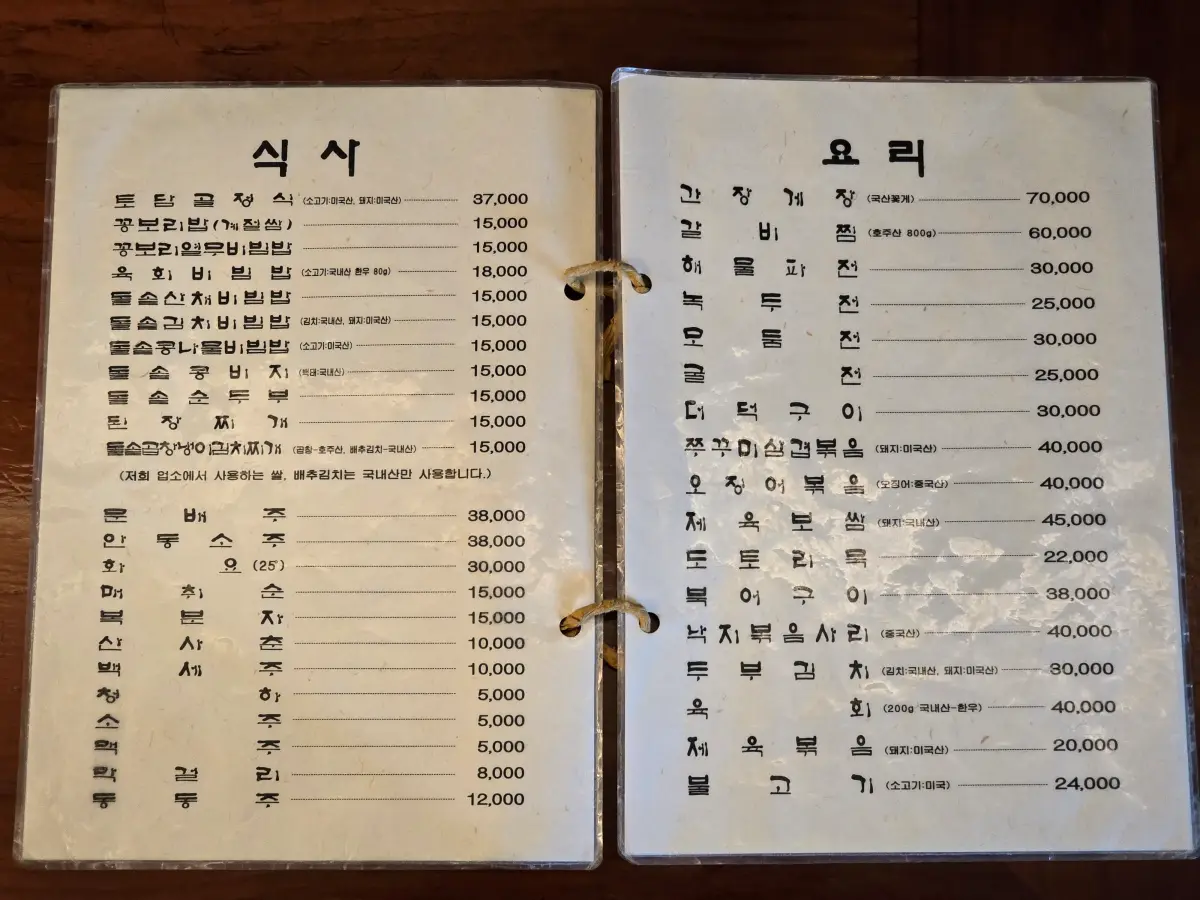 식 사
토담골정식 (소고기:미국산, 돼지:미국산) 37,000
꽁보리밥(계절쌈) 15,000
꽁보리열무비빔밥 15,000
육회비빔밥 (소고기:국내산 한우 80g) 18,000
돌솥산채비빔밥 15,000
돌솥김치비빔밥 (김치:국내산, 돼지:미국산) 15,000
돌솥콩나물비빔밥 (소고기:미국산) 15,000
돌솥콩비지 (백태:국내산) 15,000
돌솥순두부 15,000
된장찌개 15,000
돌솥곱창냉이김치찌개 (곱창-호주산, 배추김치-국내산) 15,000
(저희 업소에서 사용하는 쌀, 배추김치는 국내산만 사용합니다.)
문배주 38,000
안동소주 38,000
화요 (25°) 30,000
매취순 15,000
복분자 15,000
산사춘 10,000
백세주 10,000
청하 5,000
소주 5,000
맥주 5,000
막걸리 8,000
동동주 12,000
요 리
간장게장 (국산꽃게) 70,000
갈비찜 (호주산 800g) 60,000
해물파전 30,000
녹두전 25,000
모둠전 30,000
굴전 25,000
더덕구이 30,000
쭈꾸미삼겹볶음 (돼지:미국산) 40,000
오징어볶음 (오징어:중국산) 40,000
제육보쌈 (돼지:국내산) 45,000
도토리묵 22,000
북어구이 38,000
낙지볶음사리 (중국산) 40,000
두부김치 (김치:국내산, 돼지:미국산) 30,000
육회 (200g 국내산-한우) 40,000
제육볶음 (돼지:미국산) 20,000
불고기 (소고기:미국) 24,000